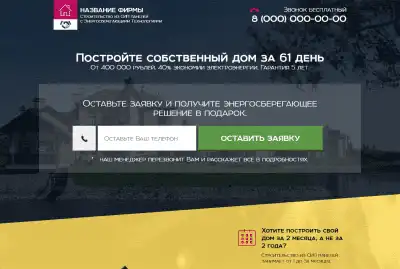 НАЗВАНИЕ ФИРМЫ
Строительство из СИП панелей
с Энергосберегающими Технологиями
Звонок бесплатный
8 (000) 000-00-00
Постройте собственный дом за 61 день
От 400 000 рублей. 40% экономии электроэнергии. Гарантия 5 лет.
Оставьте заявку и получите энергосберегающее
решение в подарок.
Оставьте Ваш телефон
ОСТАВИТЬ ЗАЯВКУ
* наш менеджер перезвонит Вам и расскажет все в подробностях.
Хотите построить свой
дом за 2 месяца, а не за
2 года?
Строительство из СИП панелей
занимает от 1 до 3х месяцев.